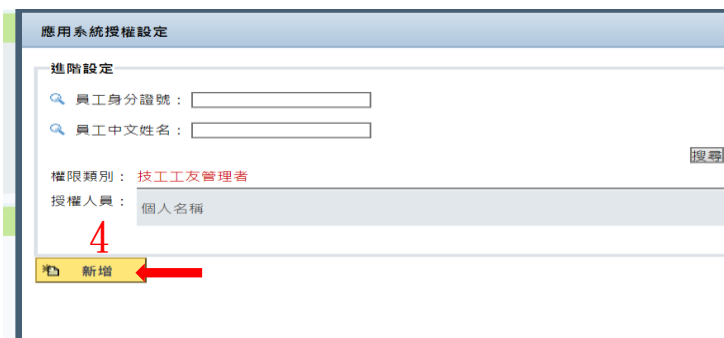 應用系統授權設定
進階設定
員工身分證號：
員工中文姓名：
搜尋
權限類別： 技工工友管理者
授權人員： 個人名稱
4
新增